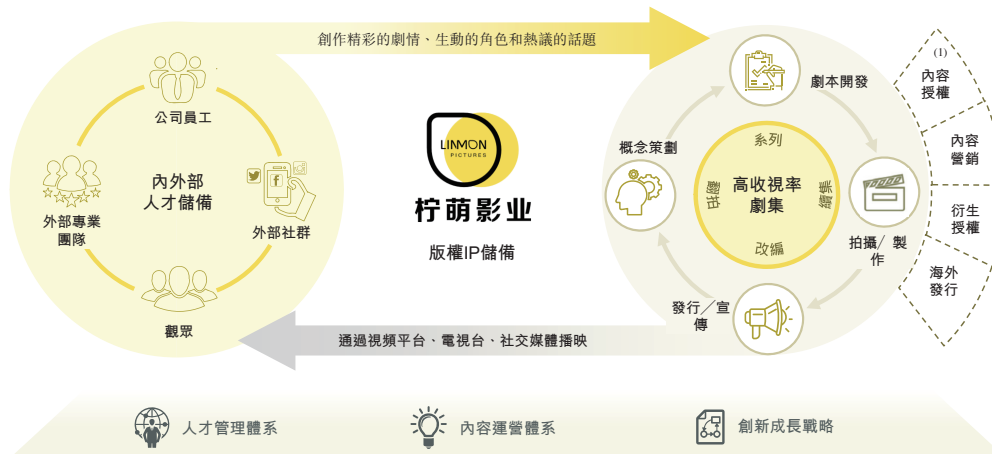 創作精彩的劇情、生動的角色和熱議的話題
公司員工
內外部
人才儲備
外部專業
團隊
外部社群
觀眾
LINMON
PICTURES
柠萌影业
版權IP儲備
通過視頻平台、電視台、社交媒體播映
劇本開發
概念策劃
系列
翻拍
高收視率
劇集
續集
改編
拍攝／製
作
發行／宣
傳
(1)
內容
授權
內容
營銷
衍生
授權
海外
發行
人才管理體系
內容運營體系
創新成長戰略